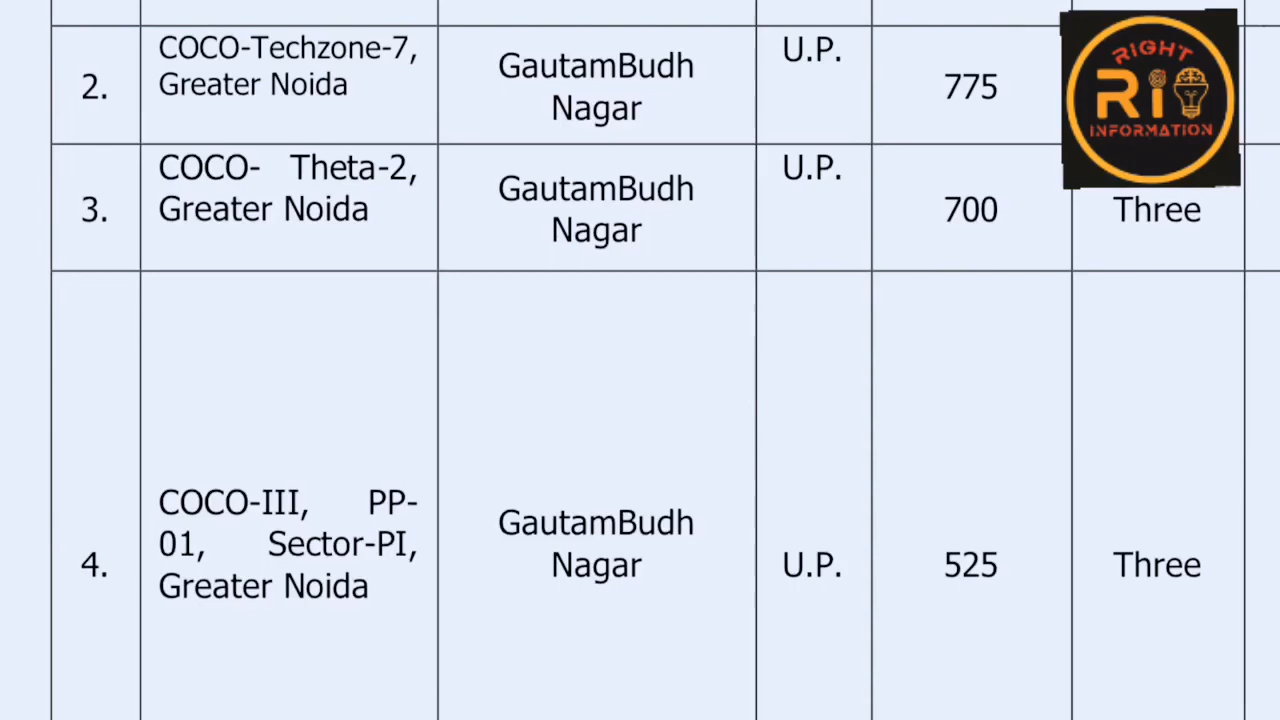 2.
COCO-Techzone-7,
Greater Noida
GautamBudh
Nagar
U.P.
775
RIGHT
Ri
INFORMATION
3.
COCO- Theta-2,
Greater Noida
GautamBudh
Nagar
U.P.
700
Three
4.
COCO-III, PP-
01, Sector-PI,
Greater Noida
GautamBudh
Nagar
U.P.
525
Three